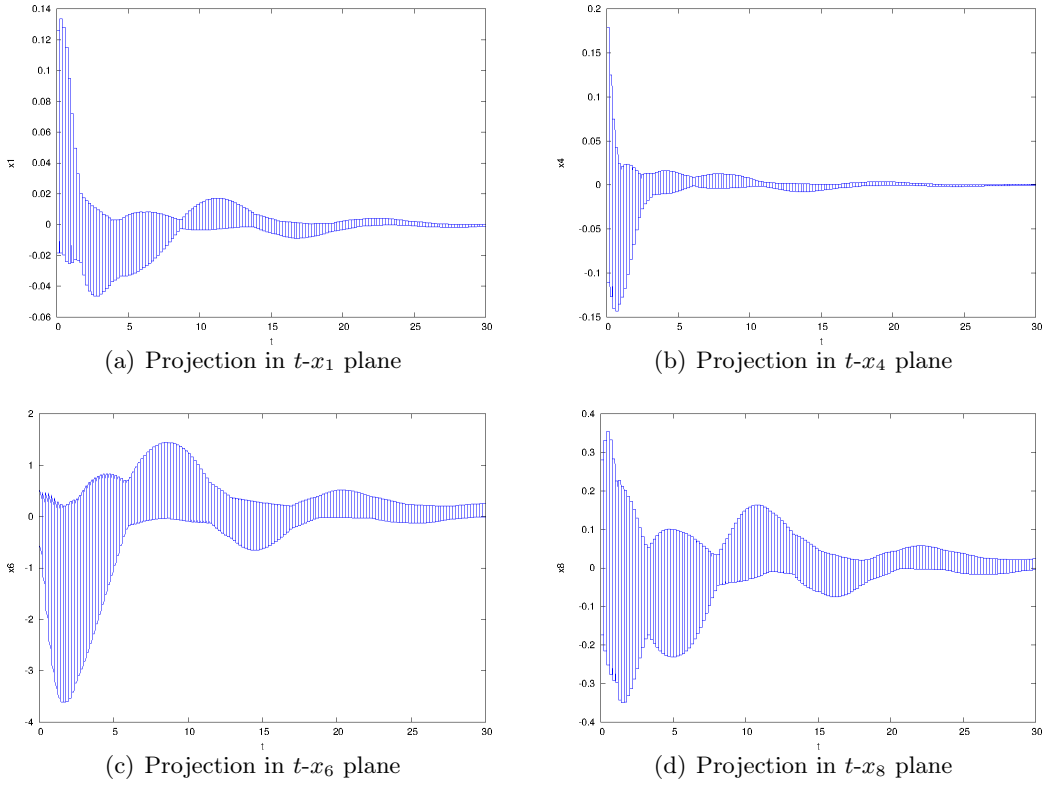 0.14
0.12
0.1
0.08
0.06
0.04
0.02
0
-0.02
-0.04
-0.06
x1
0 5 10 15 20 25 30
t
(a) Projection in t-x1 plane
0.2
0.15
0.1
0.05
0
-0.05
-0.1
-0.15
x4
0 5 10 15 20 25 30
t
(b) Projection in t-x4 plane
2
1
0
-1
-2
-3
-4
x6
0 5 10 15 20 25 30
t
(c) Projection in t-x6 plane
0.4
0.3
0.2
0.1
0
-0.1
-0.2
-0.3
-0.4
x8
0 5 10 15 20 25 30
t
(d) Projection in t-x8 plane